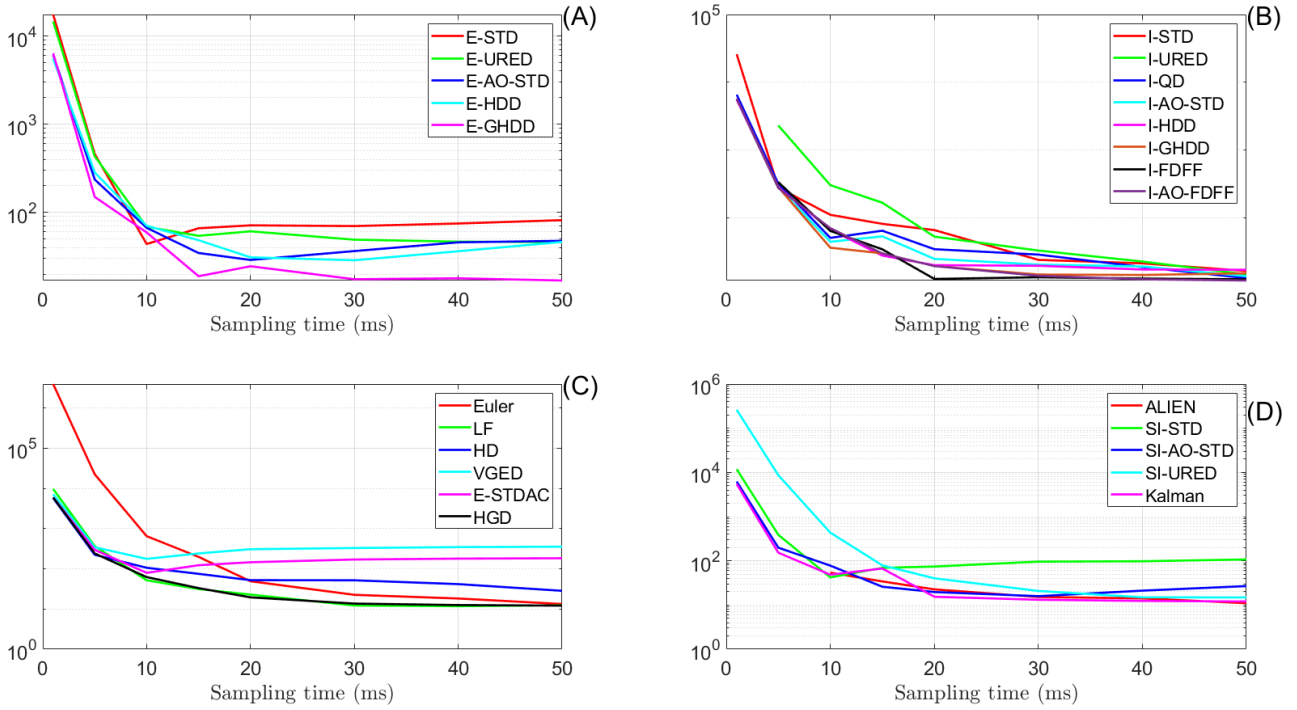 (A)
10^4
10^3
10^2
E-STD
E-URED
E-AO-STD
E-HDD
E-GHDD
0 10 20 30 40 50
Sampling time (ms)
(B)
10^5
I-STD
I-URED
I-QD
I-AO-STD
I-HDD
I-GHDD
I-FDFF
I-AO-FDFF
0 10 20 30 40 50
Sampling time (ms)
(C)
10^5
10^0
Euler
LF
HD
VGED
E-STDAC
HGD
0 10 20 30 40 50
Sampling time (ms)
(D)
10^6
10^4
10^2
10^0
ALIEN
SI-STD
SI-AO-STD
SI-URED
Kalman
0 10 20 30 40 50
Sampling time (ms)